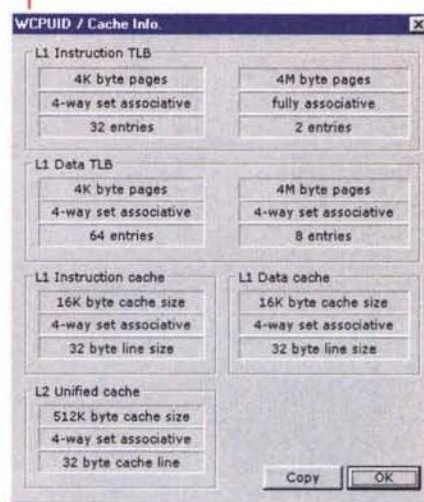 WCPUID / Cache Info.
L1 Instruction TLB
4K byte pages
4-way set associative
32 entries
4M byte pages
fully associative
2 entries
L1 Data TLB
4K byte pages
4-way set associative
64 entries
4M byte pages
4-way set associative
8 entries
L1 Instruction cache
16K byte cache size
4-way set associative
32 byte line size
L1 Data cache
16K byte cache size
4-way set associative
32 byte line size
L2 Unified cache
512K byte cache size
4-way set associative
32 byte cache line
Copy
OK